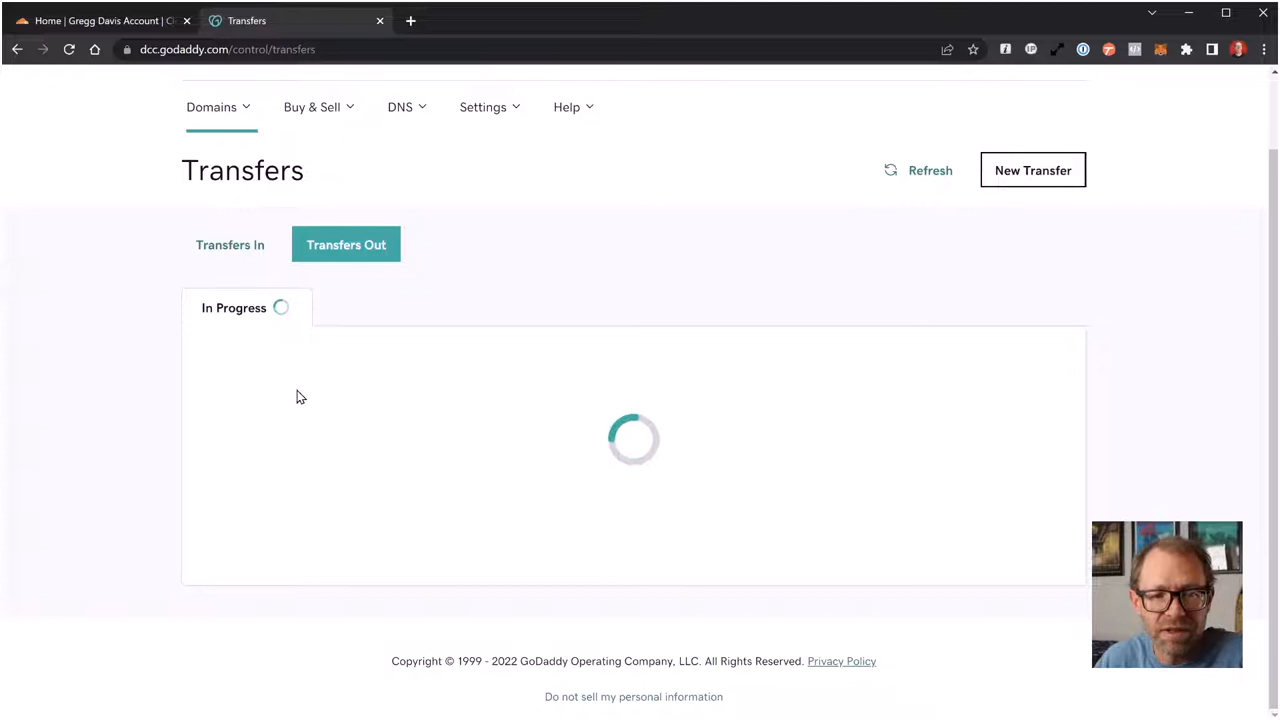 Home | Gregg Davis Account | C
Transfers
dcc.godaddy.com/control/transfers
Domains
Buy & Sell
DNS
Settings
Help
Transfers
Refresh
New Transfer
Transfers In
Transfers Out
In Progress
Copyright © 1999 - 2022 GoDaddy Operating Company, LLC. All Rights Reserved. Privacy Policy
Do not sell my personal information